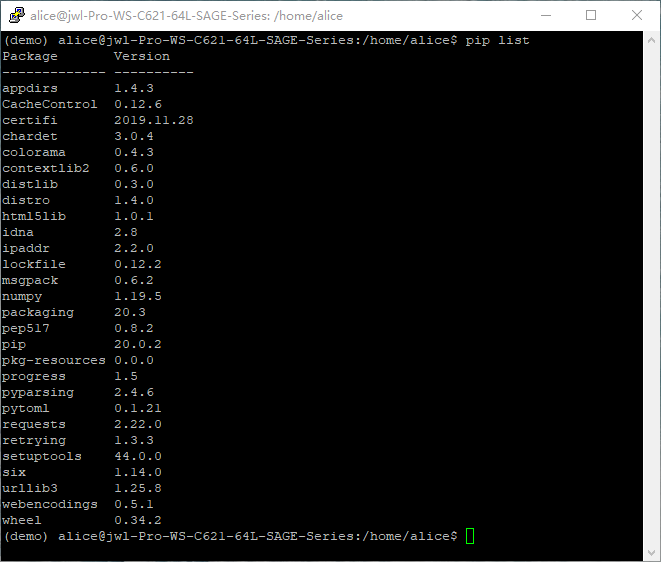 alice@jwl-Pro-WS-C621-64L-SAGE-Series: /home/alice
(demo) alice@jwl-Pro-WS-C621-64L-SAGE-Series:/home/alice$ pip list
Package       Version
------------- ----------
appdirs       1.4.3
CacheControl  0.12.6
certifi       2019.11.28
chardet       3.0.4
colorama      0.4.3
contextlib2   0.6.0
distlib       0.3.0
distro        1.4.0
html5lib      1.0.1
idna          2.8
ipaddr        2.2.0
lockfile      0.12.2
msgpack       0.6.2
numpy         1.19.5
packaging     20.3
pep517        0.8.2
pip           20.0.2
pkg-resources 0.0.0
progress      1.5
pyparsing     2.4.6
pytoml        0.1.21
requests      2.22.0
retrying      1.3.3
setuptools    44.0.0
six           1.14.0
urllib3       1.25.8
webencodings  0.5.1
wheel         0.34.2
(demo) alice@jwl-Pro-WS-C621-64L-SAGE-Series:/home/alice$